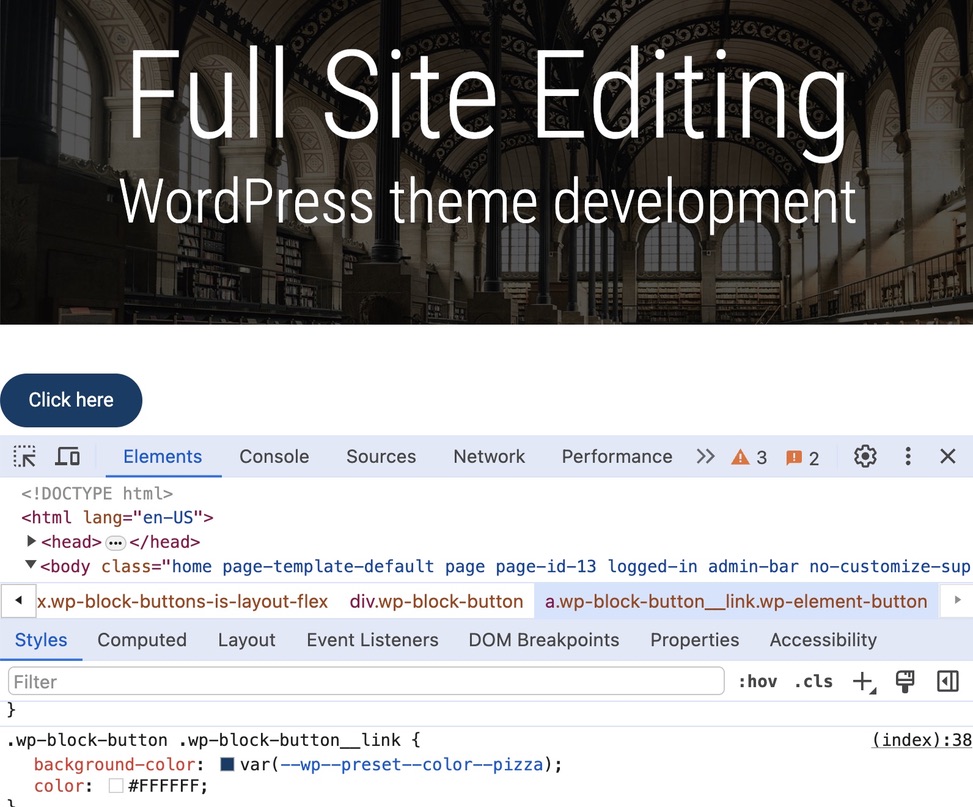 Full Site Editing
WordPress theme development
Click here
Elements Console Sources Network Performance 3 2
<!DOCTYPE html>
<html lang="en-US">
<head> ••• </head>
<body class="home page-template-default page page-id-13 logged-in admin-bar no-customize-sup
x.wp-block-buttons-is-layout-flex div.wp-block-button a.wp-block-button__link.wp-element-button
Styles Computed Layout Event Listeners DOM Breakpoints Properties Accessibility
Filter :hov .cls
}
.wp-block-button .wp-block-button__link { (index):38
background-color: var(--wp--preset--color--pizza);
color: #FFFFFF;
}